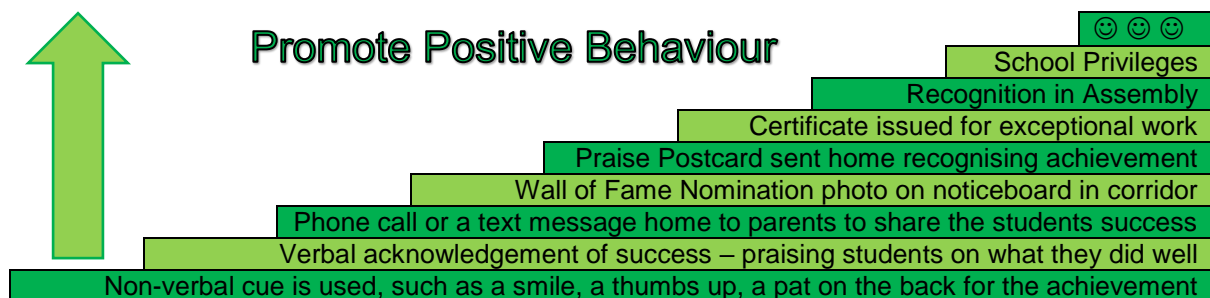 Promote Positive Behaviour
☺ ☺ ☺
School Privileges
Recognition in Assembly
Certificate issued for exceptional work
Praise Postcard sent home recognising achievement
Wall of Fame Nomination photo on noticeboard in corridor
Phone call or a text message home to parents to share the students success
Verbal acknowledgement of success – praising students on what they did well
Non-verbal cue is used, such as a smile, a thumbs up, a pat on the back for the achievement